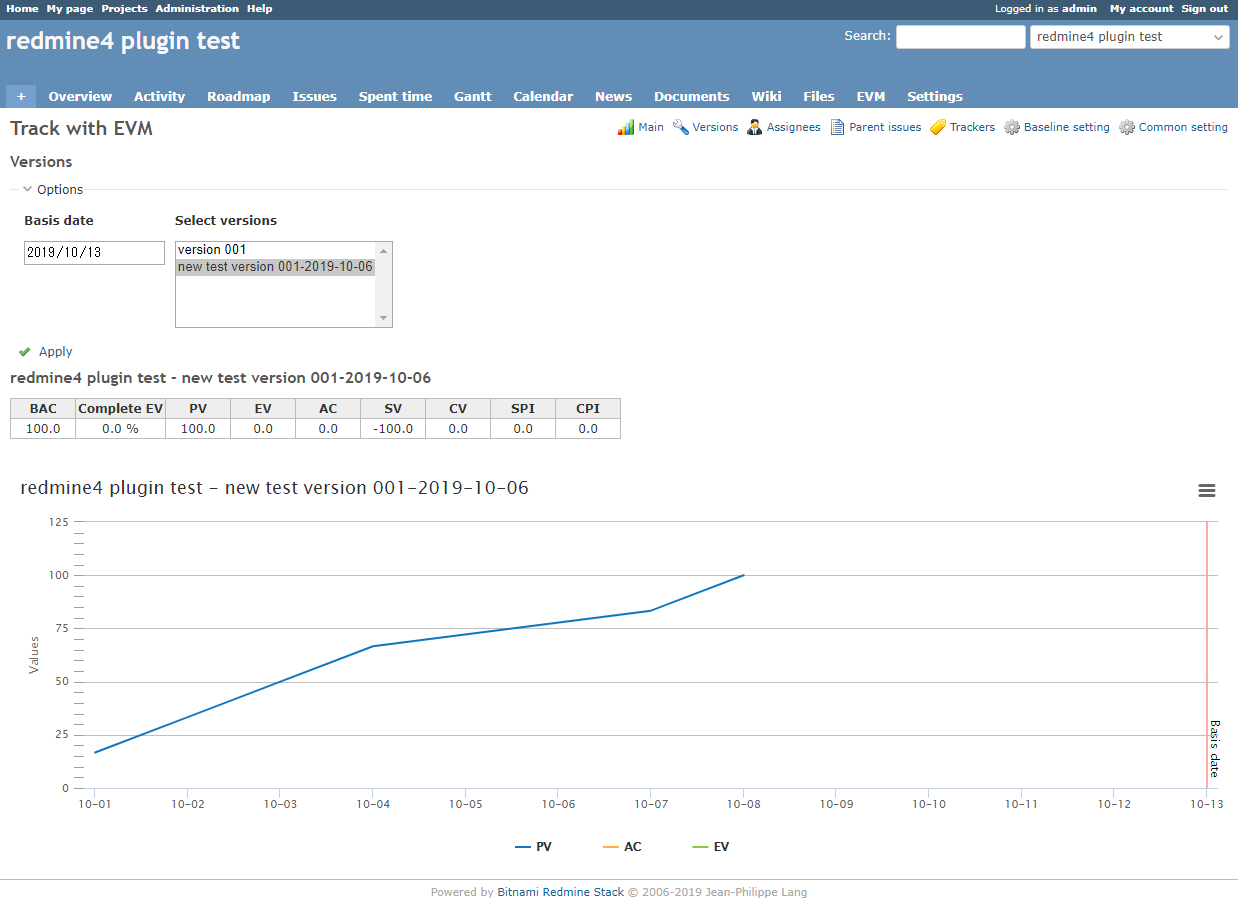 Home My page Projects Administration Help Logged in as admin My account Sign out
redmine4 plugin test Search: redmine4 plugin test
+ Overview Activity Roadmap Issues Spent time Gantt Calendar News Documents Wiki Files EVM Settings
Track with EVM Main Versions Assignees Parent issues Trackers Baseline setting Common setting
Versions
Options
Basis date Select versions
2019/10/13 version 001
new test version 001-2019-10-06
Apply
redmine4 plugin test - new test version 001-2019-10-06
BAC Complete EV PV EV AC SV CV SPI CPI
100.0 0.0 % 100.0 0.0 0.0 -100.0 0.0 0.0 0.0
redmine4 plugin test - new test version 001-2019-10-06
125
100
75
50
25
0
Values
Basis date
10-01 10-02 10-03 10-04 10-05 10-06 10-07 10-08 10-09 10-10 10-11 10-12 10-13
PV AC EV
Powered by Bitnami Redmine Stack © 2006-2019 Jean-Philippe Lang